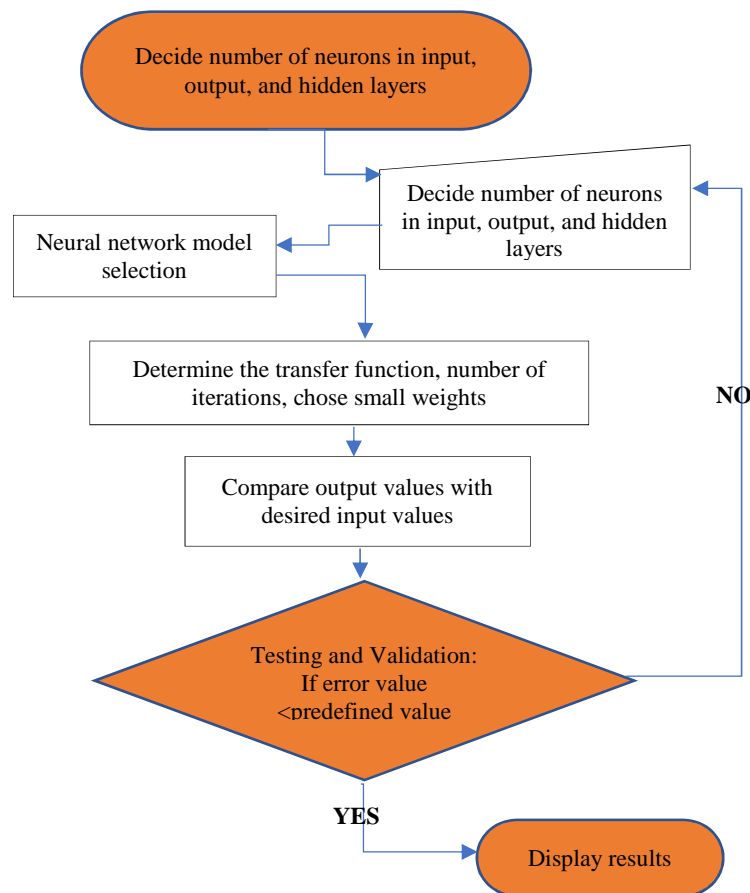 Decide number of neurons in input,
output, and hidden layers
Decide number of neurons
in input, output, and hidden
layers
Neural network model
selection
Determine the transfer function, number of
iterations, chose small weights
NO
Compare output values with
desired input values
Testing and Validation:
If error value
<predefined value
YES
Display results